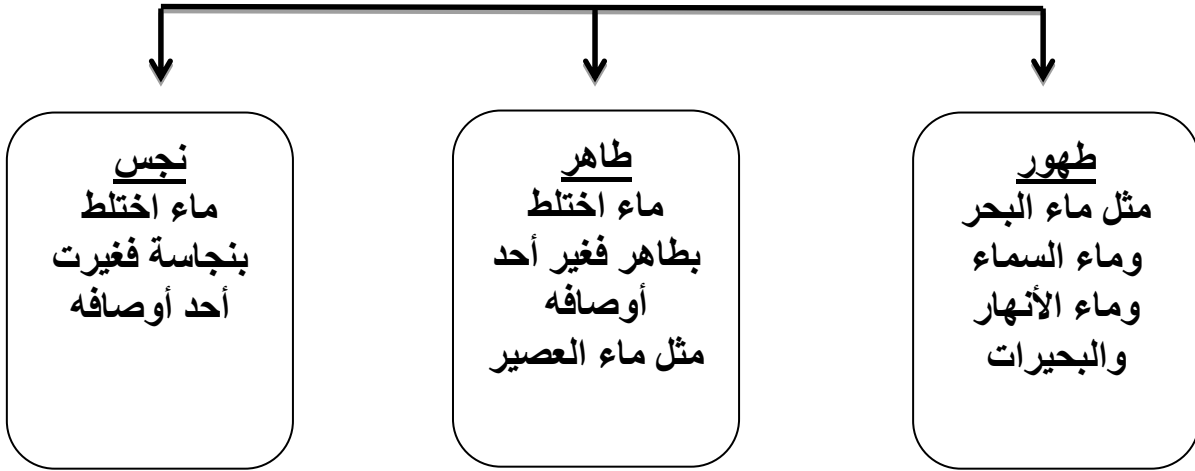 طهور
مثل ماء البحر
وماء السماء
وماء الأنهار
والبحيرات
طاهر
ماء اختلط
بطاهر فغير أحد
أوصافه
مثل ماء العصير
نجس
ماء اختلط
بنجاسة فغيرت
أحد أوصافه